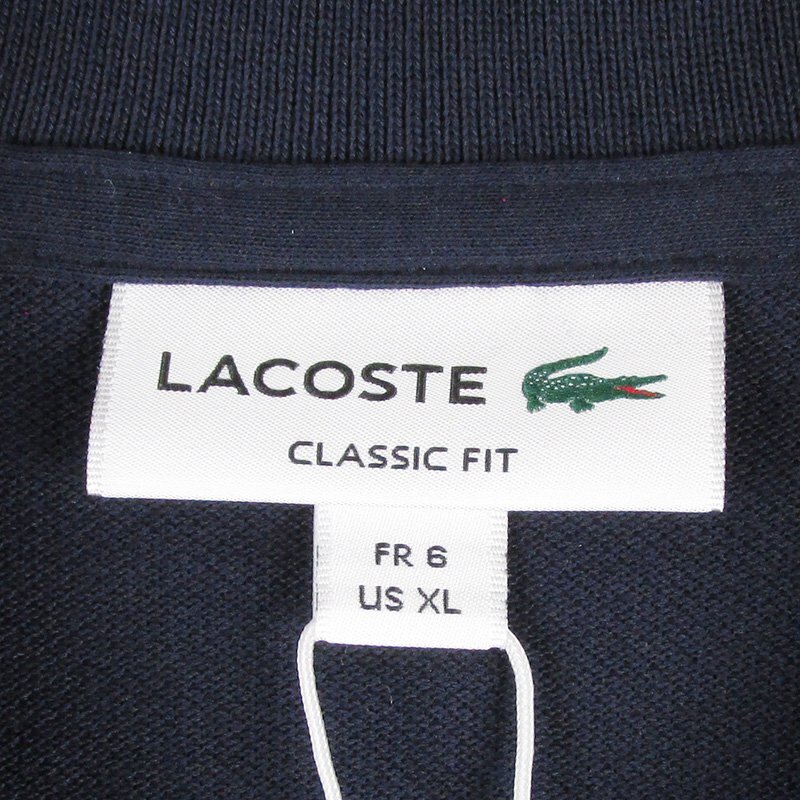 LACOSTE
CLASSIC FIT
FR 6
US XL